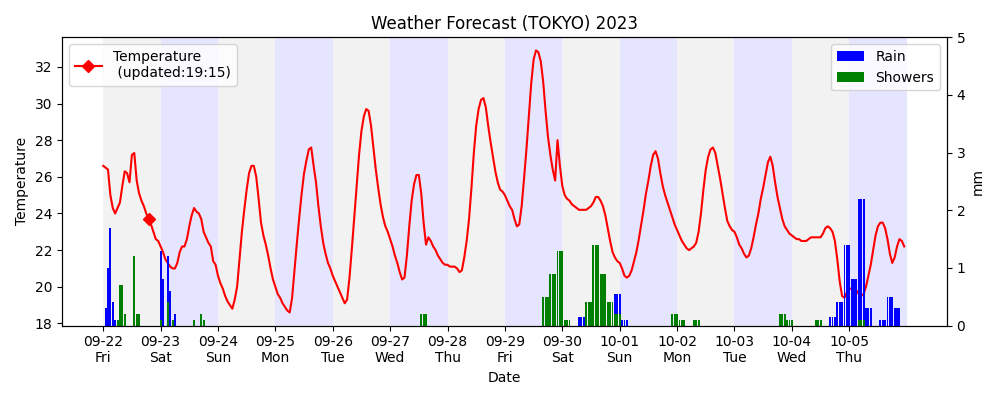 Weather Forecast (TOKYO) 2023
Temperature
(updated:19:15)
Rain
Showers
Temperature
32
30
28
26
24
22
20
18
5
4
3
2
1
0
mm
09-22 09-23 09-24 09-25 09-26 09-27 09-28 09-29 09-30 10-01 10-02 10-03 10-04 10-05
Fri Sat Sun Mon Tue Wed Thu Fri Sat Sun Mon Tue Wed Thu
Date